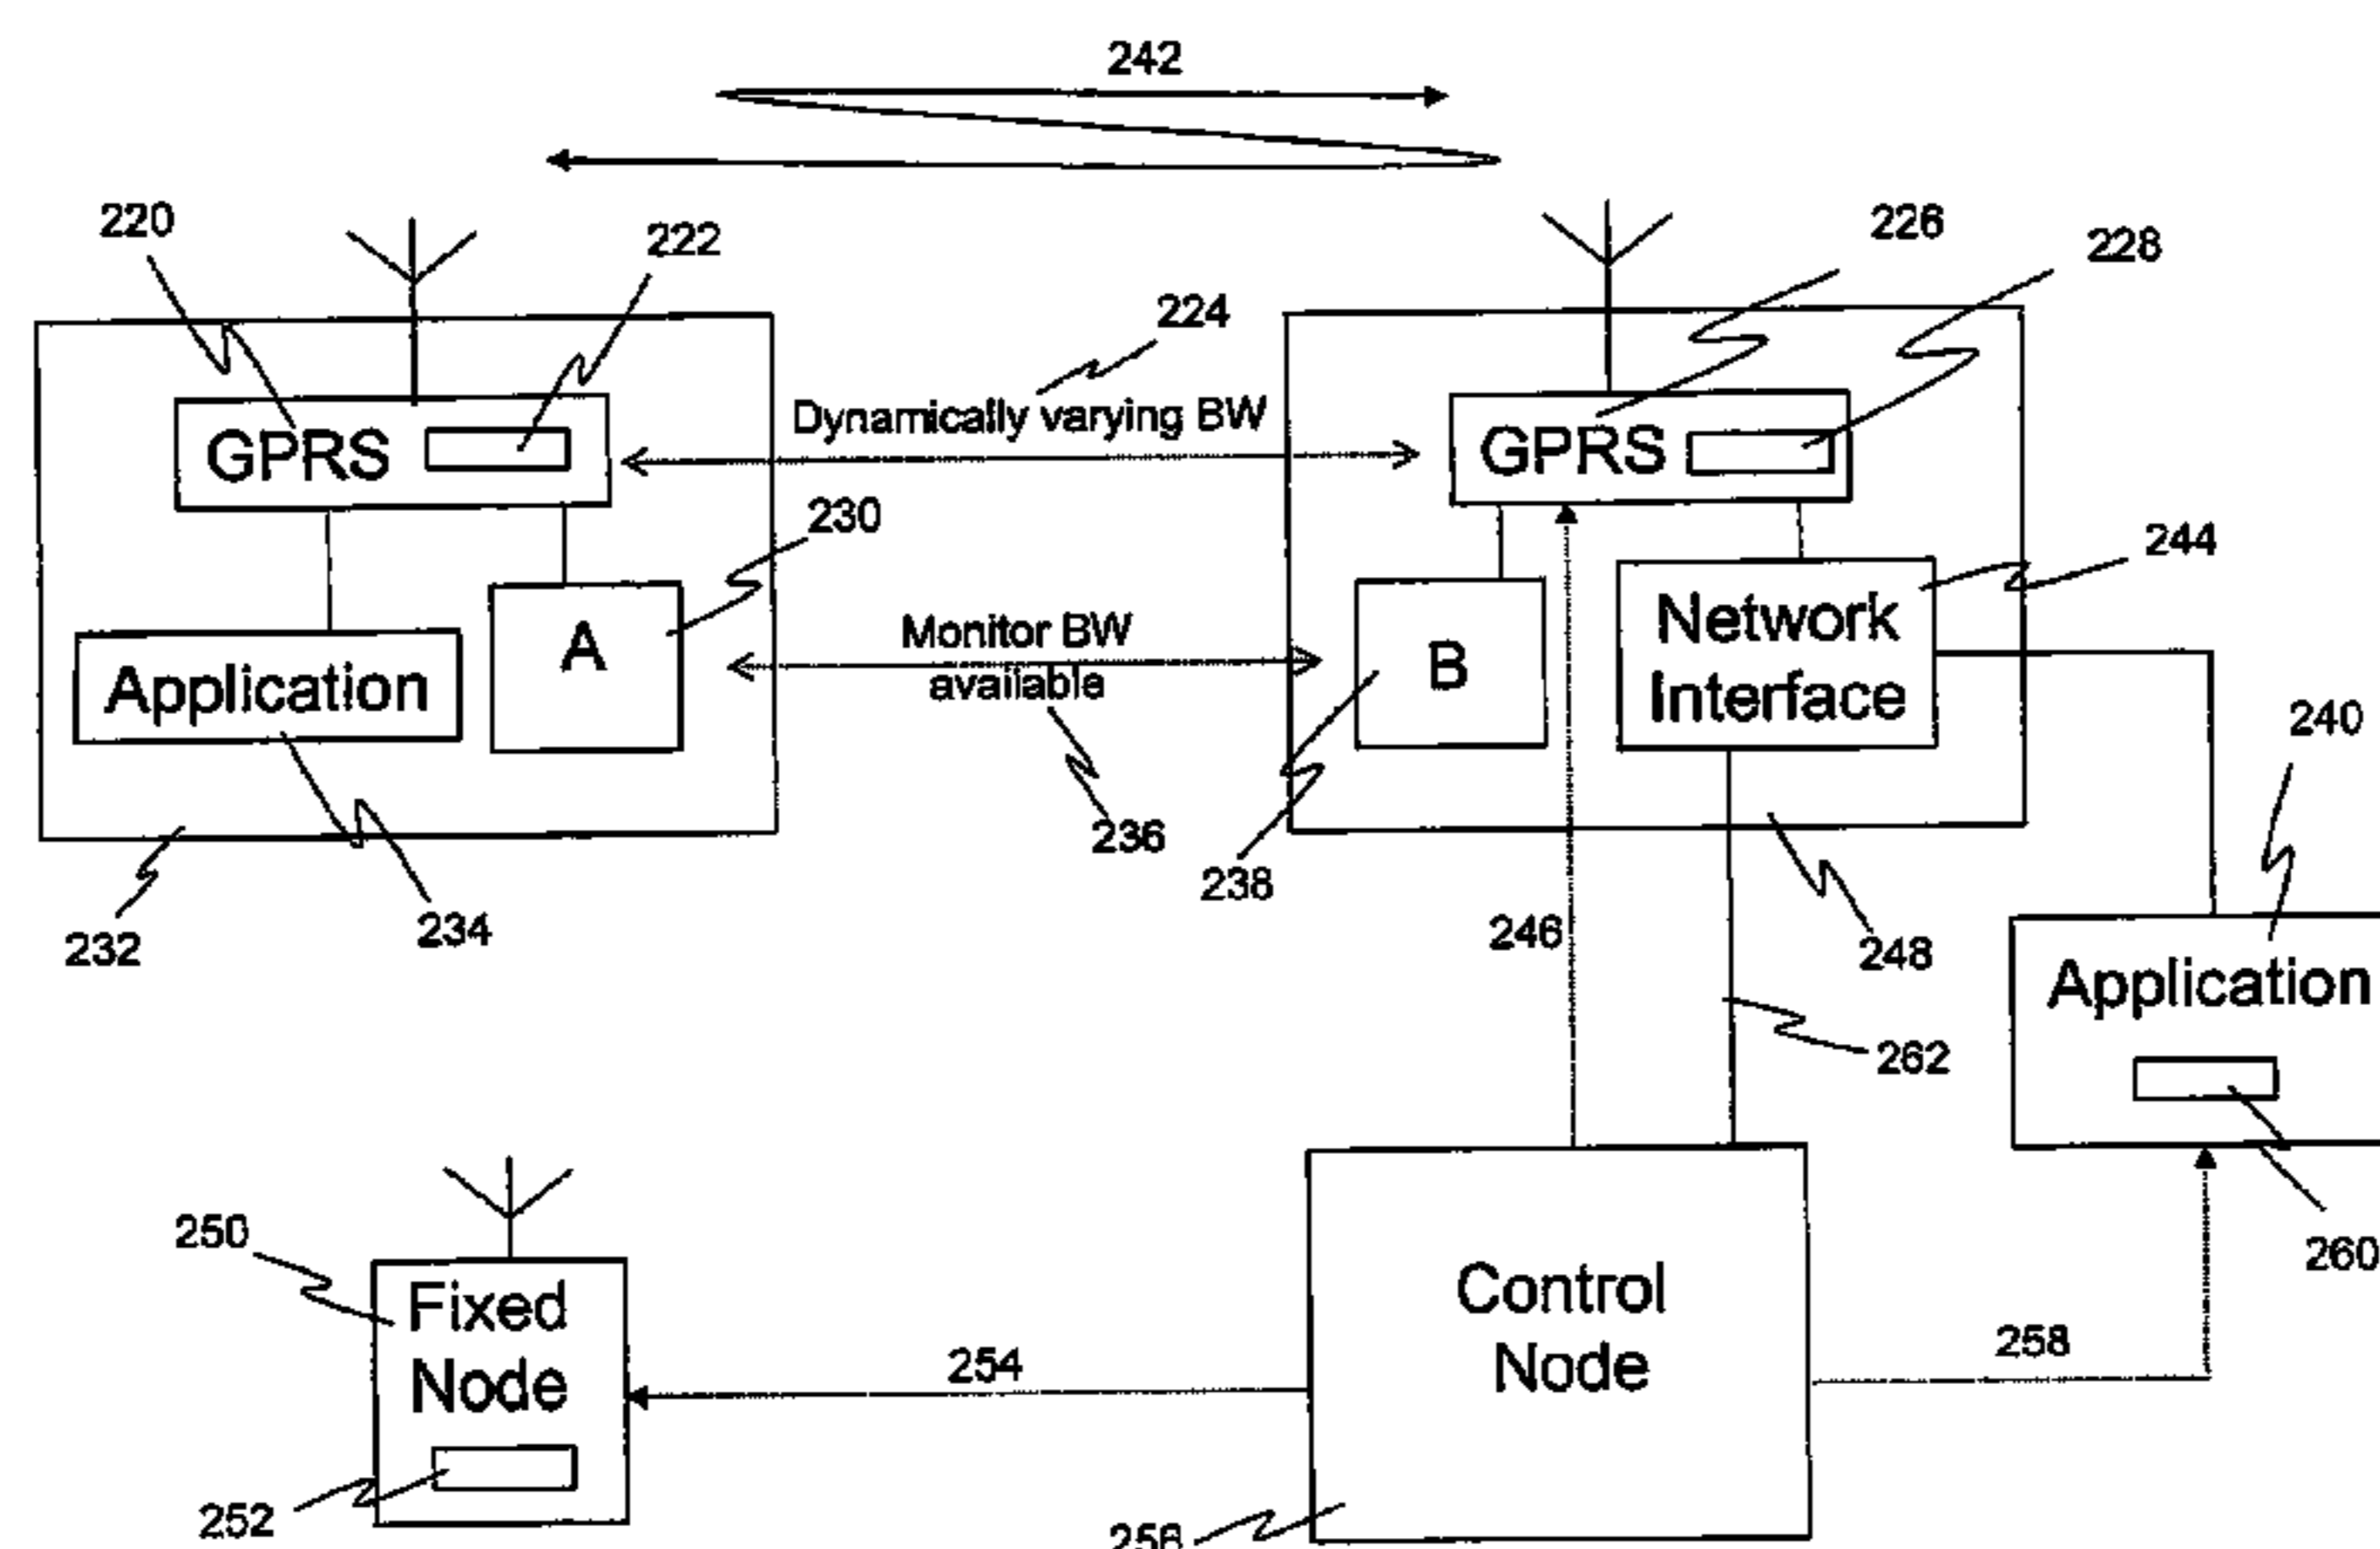 242
220
222
224
226
228
Dynamically varying BW
GPRS
GPRS
230
244
Monitor BW
available
A
B
Network
Interface
Application
240
236
238
232
234
246
248
Application
262
260
250
Fixed
Node
252
254
Control
Node
258
256